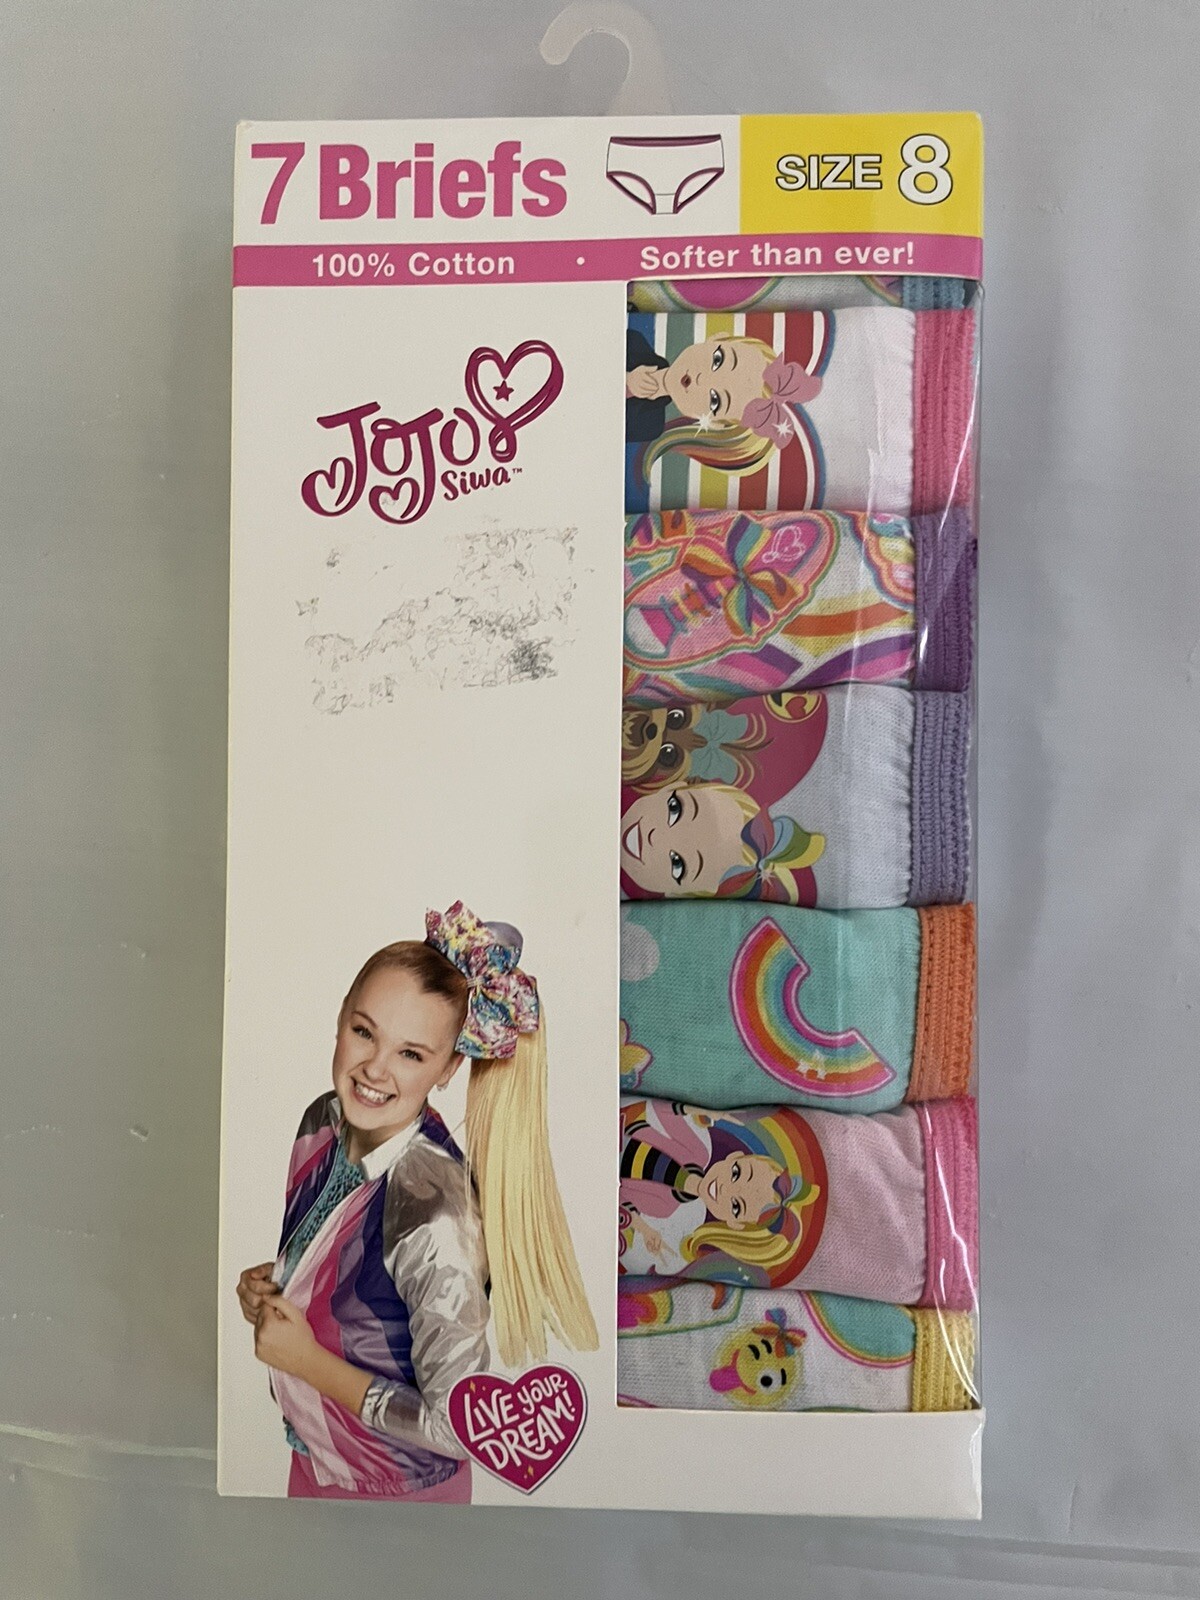 7 Briefs
SIZE 8
100% Cotton • Softer than ever!
JoJo
Siwa™
LIVE YOUR
DREAM!